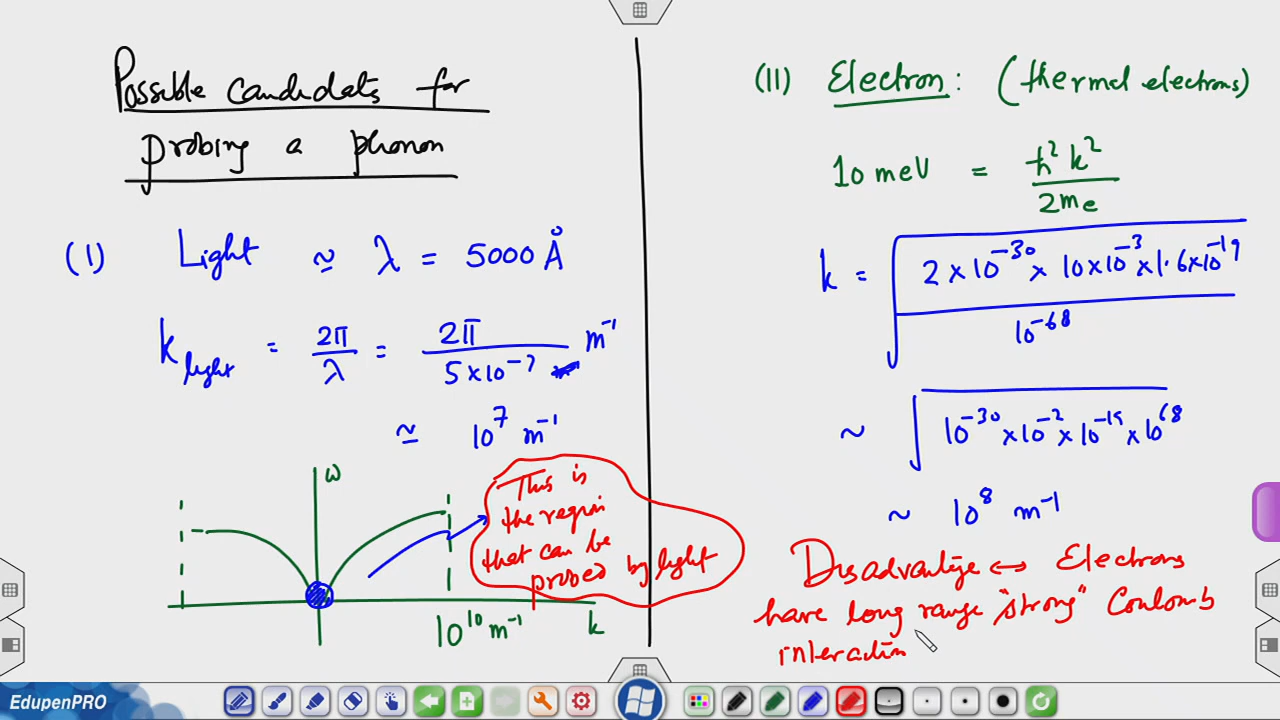 Possible candidates for
probing a phonon
(I) Light ≃ λ = 5000 Å
k_light = 2π/λ = 2π/(5×10⁻⁷) m⁻¹
≃ 10⁷ m⁻¹
ω
This is
the region
that can be
probed by light
10¹⁰ m⁻¹ k
(II) Electron : (thermal electrons)
10 meV = ħ²k²/2mₑ
k = √(2×10⁻³⁰ × 10×10⁻³ × 1.6×10⁻¹⁹ / 10⁻⁶⁸)
~ √(10⁻³⁰ × 10⁻² × 10⁻¹⁹ × 10⁶⁸)
~ 10⁸ m⁻¹
Disadvantage ↔ Electrons
have long range "strong" Coulomb
interaction
EdupenPRO